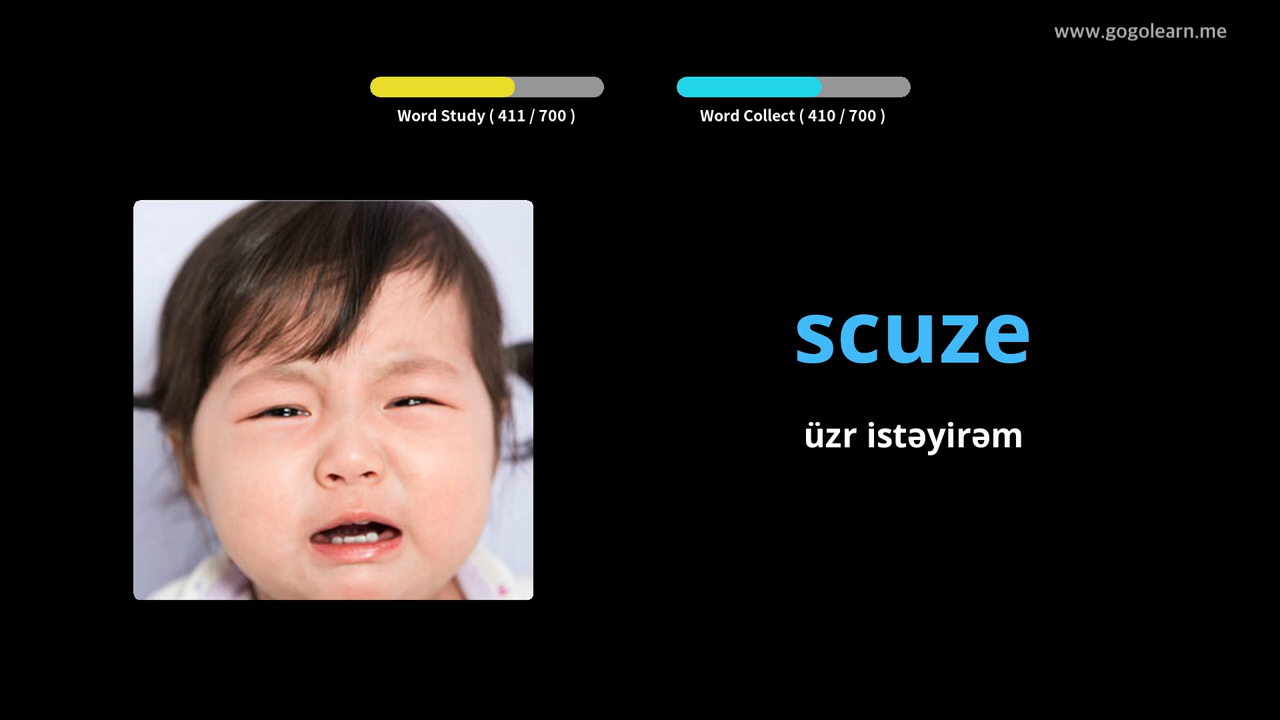 www.gogolearn.me
Word Study ( 411 / 700 )
Word Collect ( 410 / 700 )
scuze
üzr istəyirəm